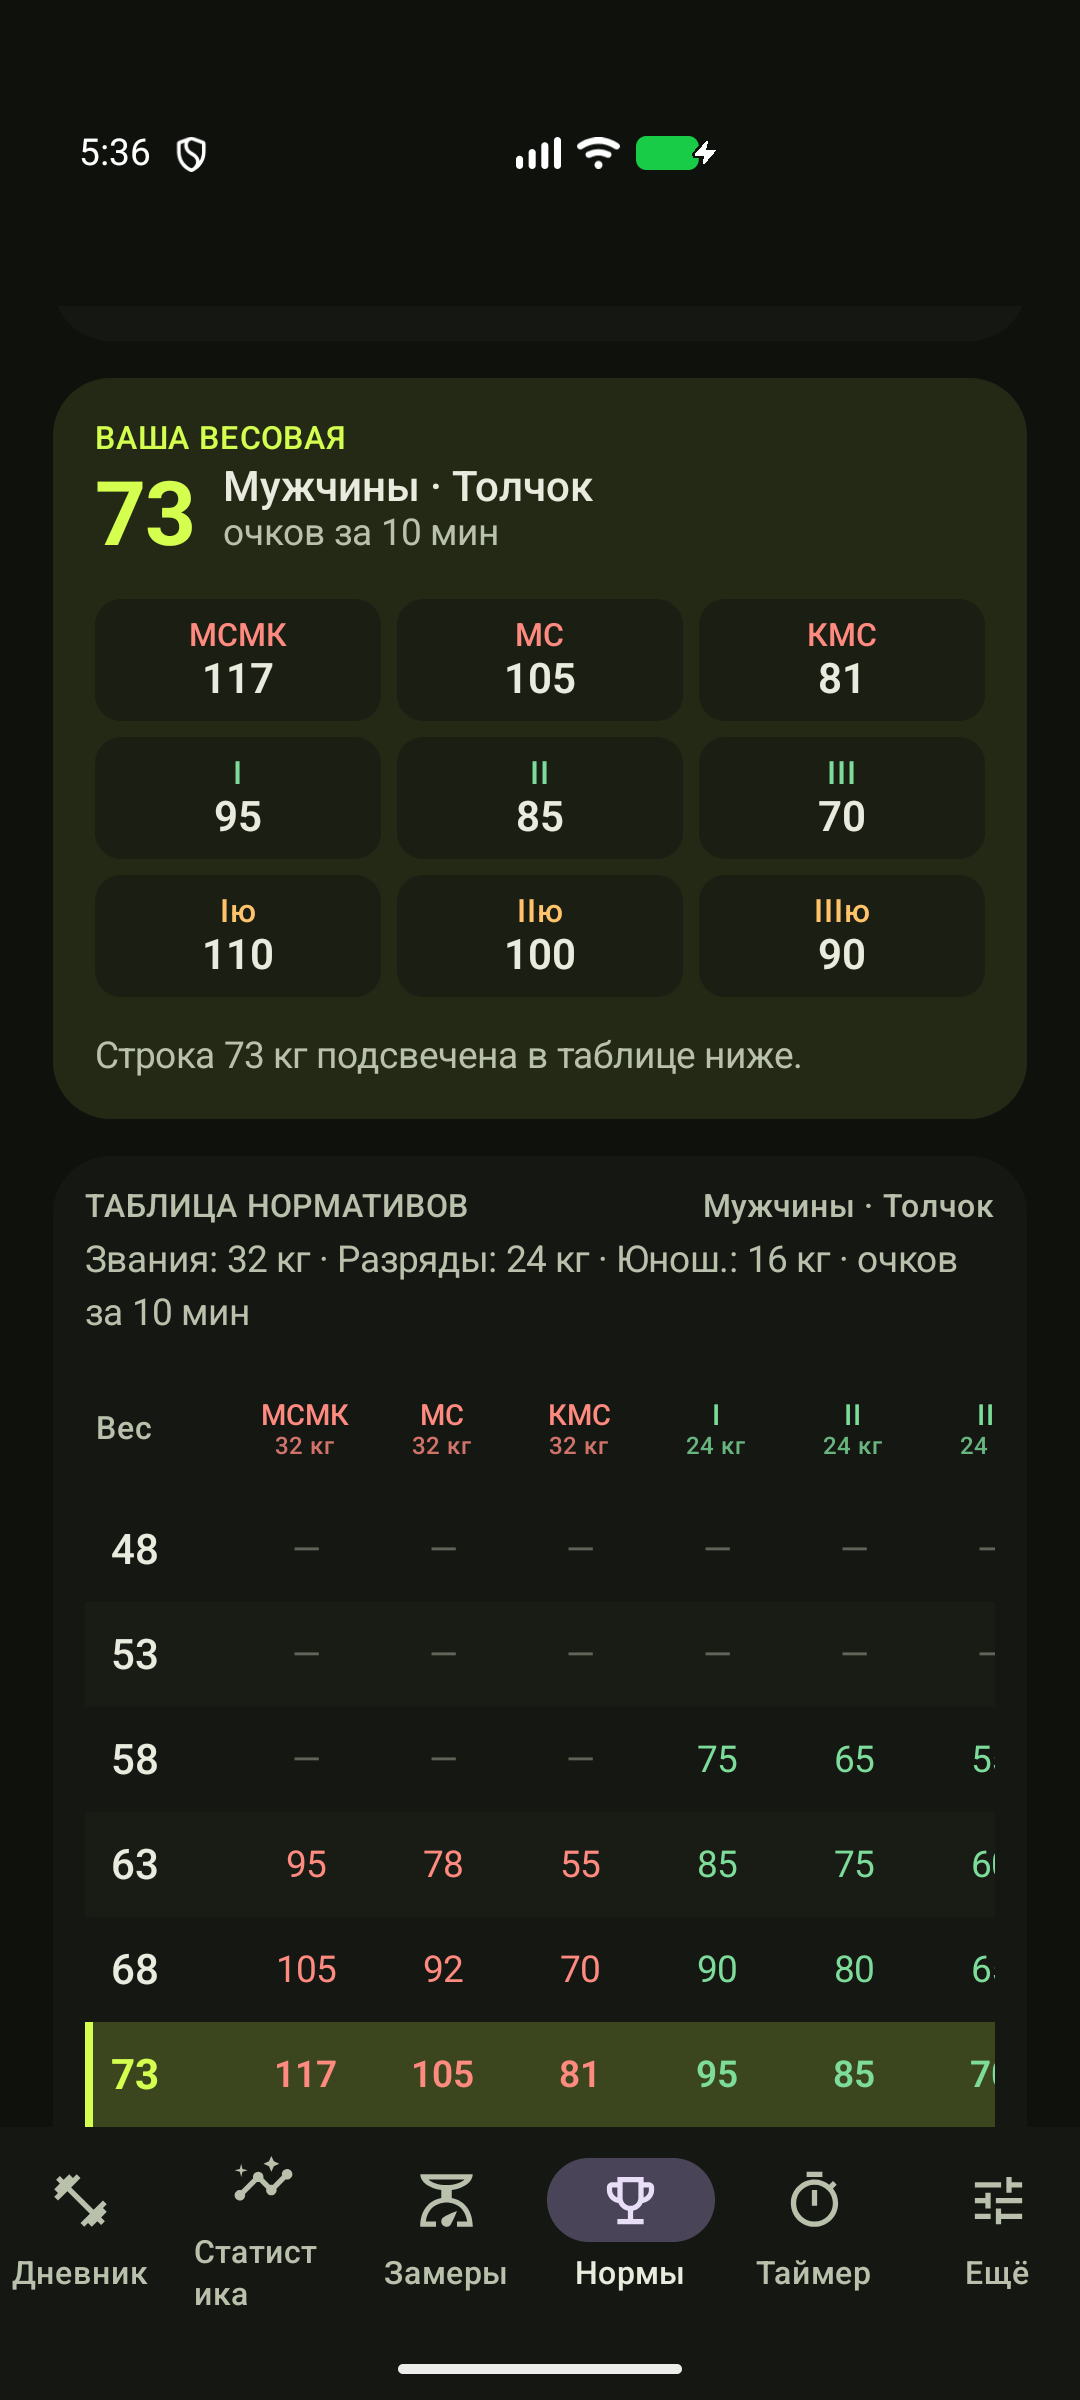 5:36
ВАША ВЕСОВАЯ
73 Мужчины · Толчок
очков за 10 мин
МСМК МС КМС
117 105 81
I II III
95 85 70
Iю IIю IIIю
110 100 90
Строка 73 кг подсвечена в таблице ниже.
ТАБЛИЦА НОРМАТИВОВ Мужчины · Толчок
Звания: 32 кг · Разряды: 24 кг · Юнош.: 16 кг · очков
за 10 мин
Вес МСМК МС КМС I II II
32 кг 32 кг 32 кг 24 кг 24 кг 24
48 — — — — — —
53 — — — — — —
58 — — — 75 65
63 95 78 55 85 75
68 105 92 70 90 80
73 117 105 81 95 85
Дневник Статист
ика Замеры Нормы Таймер Ещё